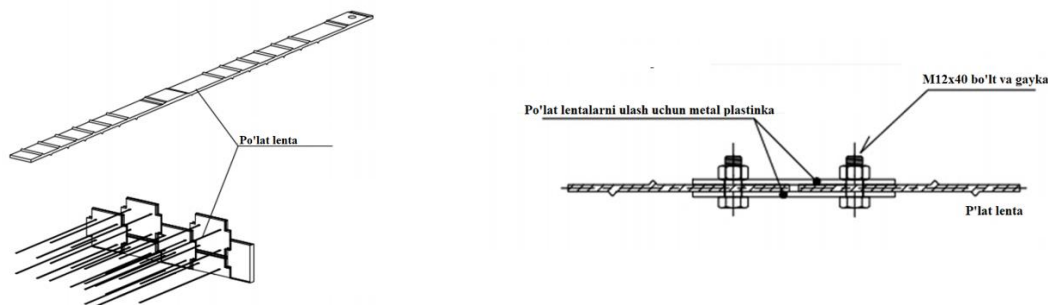 Po'lat lenta
M12x40 bo'lt va gayka
Po'lat lentalarni ulash uchun metal plastinka
P'lat lenta